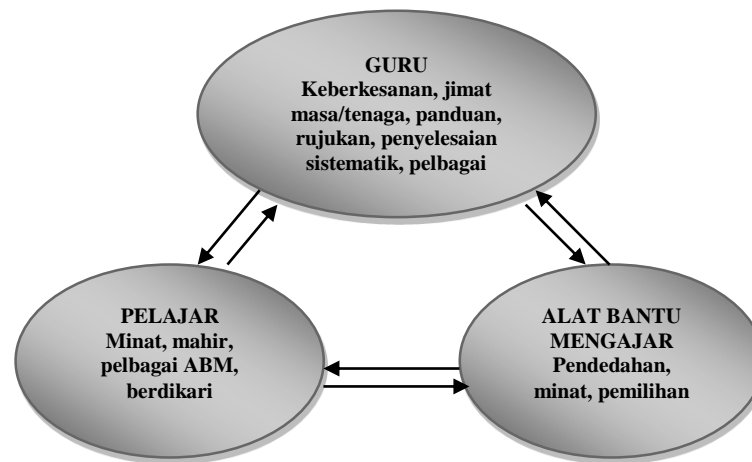 GURU
Keberkesanan, jimat
masa/tenaga, panduan,
rujukan, penyelesaian
sistematik, pelbagai
PELAJAR
Minat, mahir,
pelbagai ABM,
berdikari
ALAT BANTU
MENGAJAR
Pendedahan,
minat, pemilihan